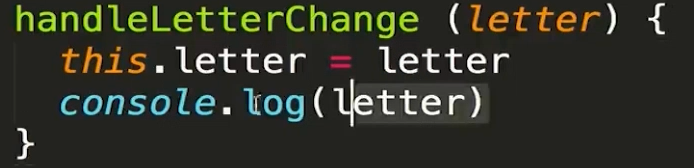 handleLetterChange (letter) {
  this.letter = letter
  console.log(letter)
}